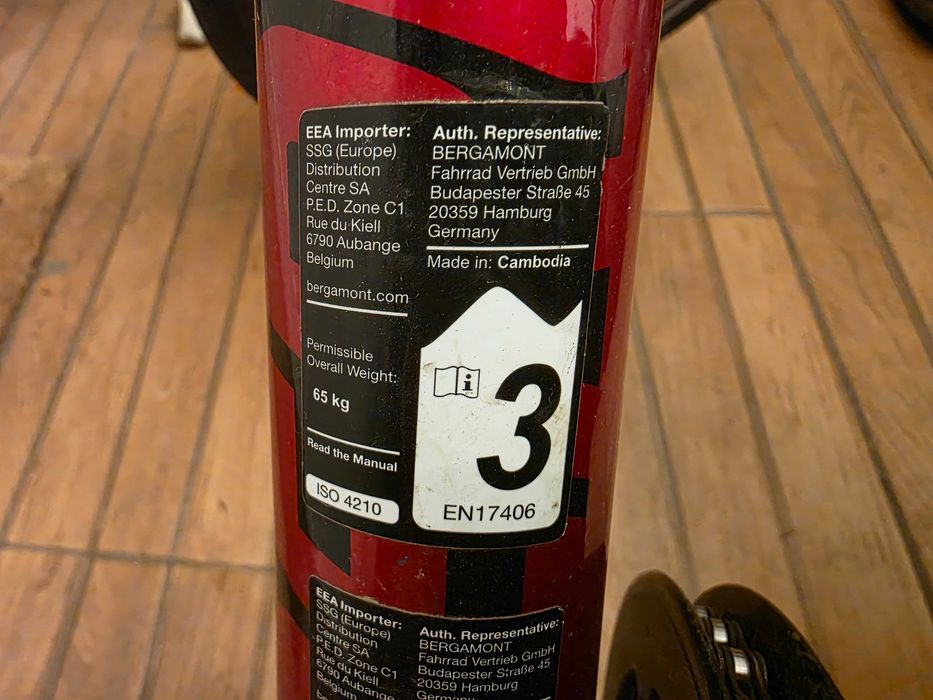 EEA Importer:
SSG (Europe)
Distribution
Centre SA
P.E.D. Zone C1
Rue du Kiell
6790 Aubange
Belgium
bergamont.com
Permissible
Overall Weight:
65 kg
Read the Manual
ISO 4210
Auth. Representative:
BERGAMONT
Fahrrad Vertrieb GmbH
Budapester Straße 45
20359 Hamburg
Germany
Made in: Cambodia
3
EN17406
EEA Importer:
SSG (Europe)
Distribution
Centre SA
P.E.D. Zone C1
Rue du Kiell
6790 Aubange
Belgium
Auth. Representative:
BERGAMONT
Fahrrad Vertrieb GmbH
Budapester Straße 45
20359 Hamburg
Germany